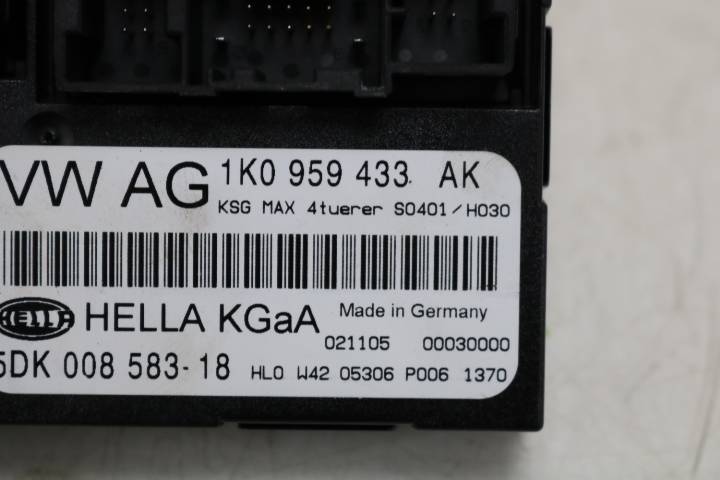 VW AG 1K0 959 433 AK
KSG MAX 4tuerer S0401/H030
HELLA HELLA KGaA Made in Germany
021105 00030000
5DK 008 583-18 HL0 W42 05306 P006 1370